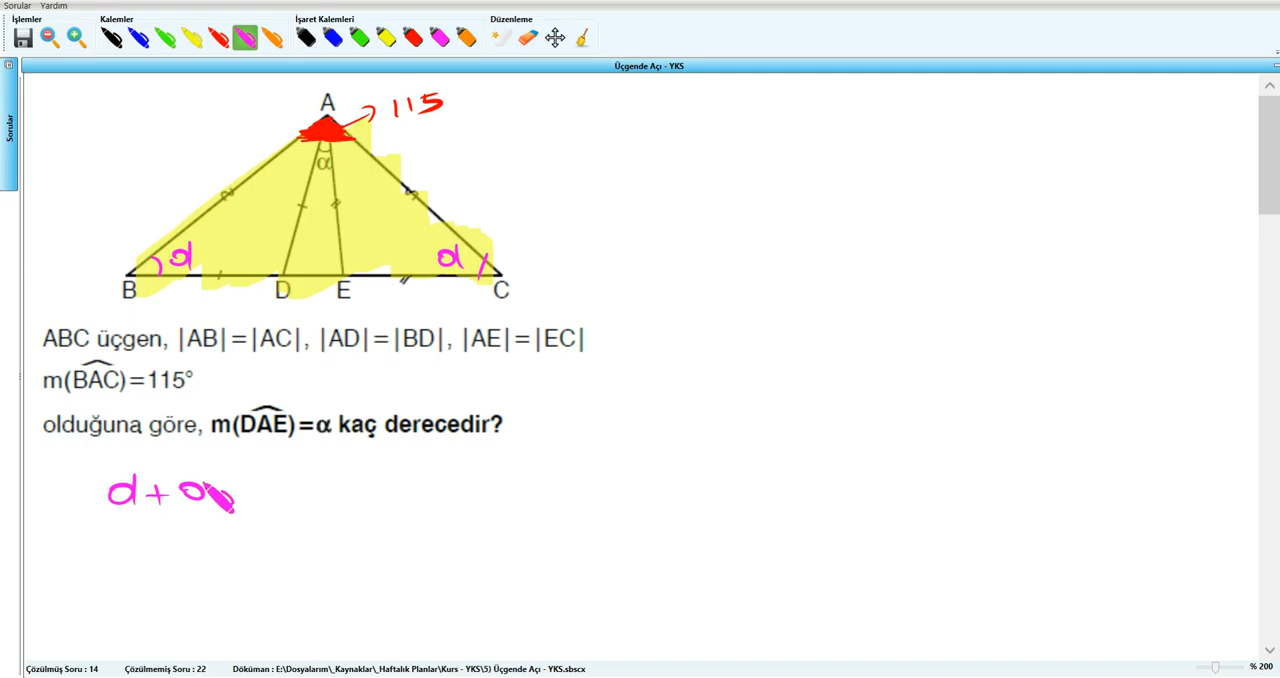 Sorular Yardım
İşlemler Kalemler İşaret Kalemleri Düzenleme
Üçgende Açı - YKS
Sorular
A
115
α
d d
B D E C
ABC üçgen, |AB|=|AC|, |AD|=|BD|, |AE|=|EC|
m(BAC)=115°
olduğuna göre, m(DAE)=α kaç derecedir?
d +
Çözülmüş Soru : 14 Çözülmemiş Soru : 22 Döküman : E:\Dosyalarım\_Kaynaklar\_Haftalık Planlar\Kurs - YKS\5) Üçgende Açı - YKS.sbscx % 200